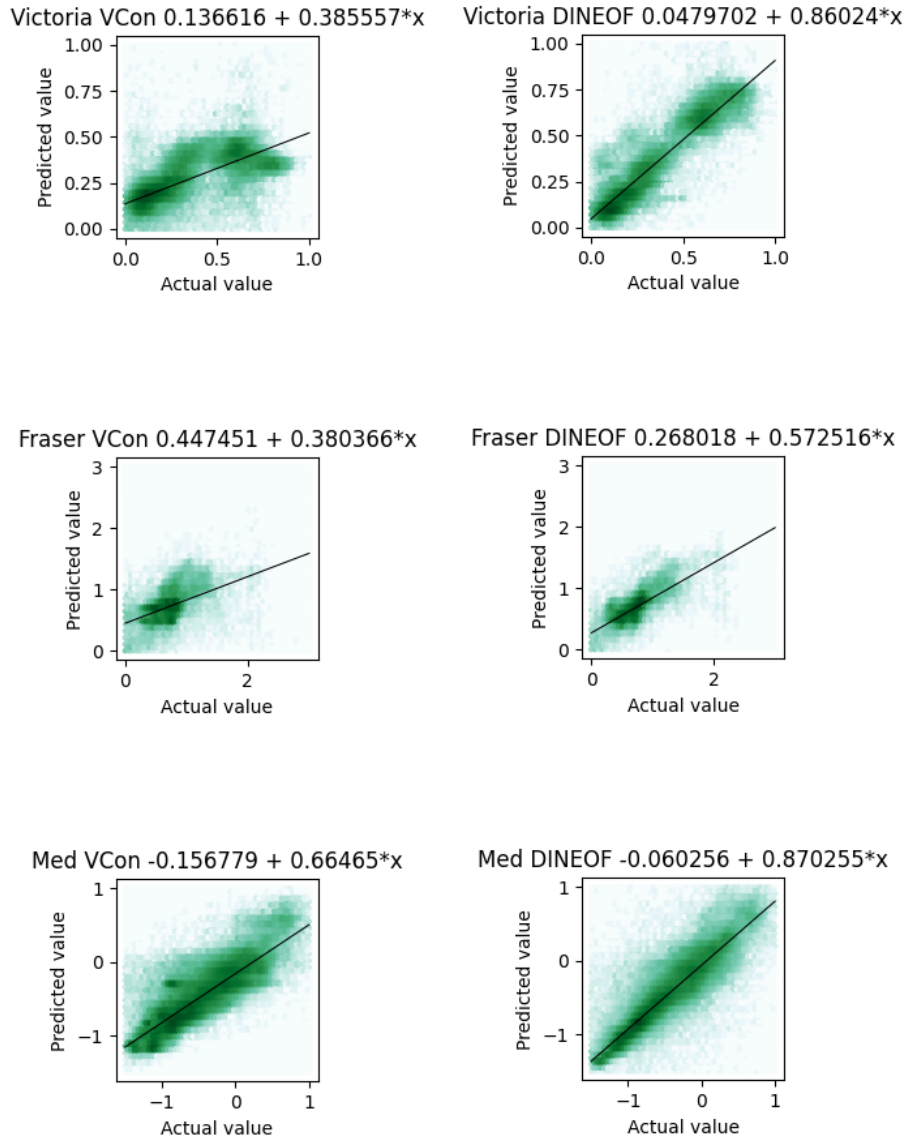 Victoria VCon 0.136616 + 0.385557*x
1.00
0.75
0.50
0.25
0.00
Predicted value
0.0 0.5 1.0
Actual value
Victoria DINEOF 0.0479702 + 0.86024*x
1.00
0.75
0.50
0.25
0.00
Predicted value
0.0 0.5 1.0
Actual value
Fraser VCon 0.447451 + 0.380366*x
3
2
1
0
Predicted value
0 2
Actual value
Fraser DINEOF 0.268018 + 0.572516*x
3
2
1
0
Predicted value
0 2
Actual value
Med VCon -0.156779 + 0.66465*x
1
0
−1
Predicted value
−1 0 1
Actual value
Med DINEOF -0.060256 + 0.870255*x
1
0
−1
Predicted value
−1 0 1
Actual value